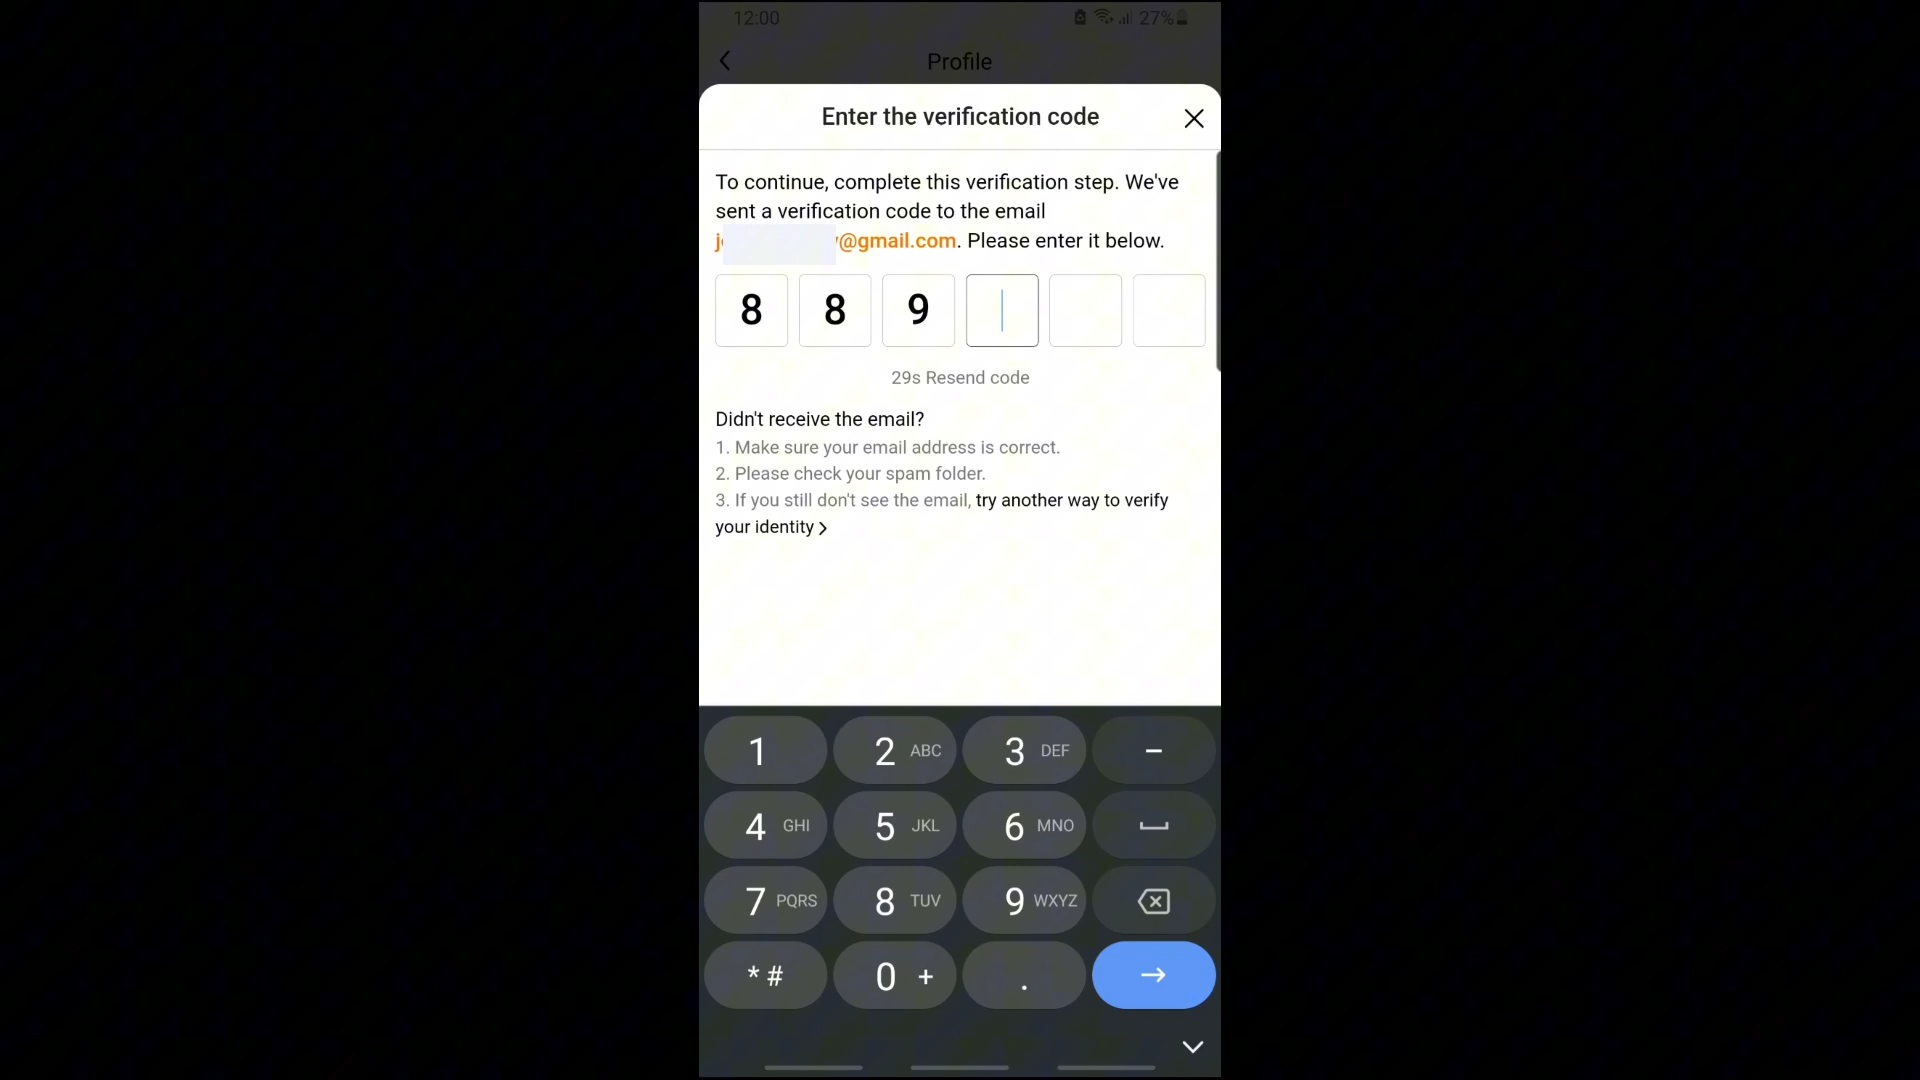 12:00
27%
Profile
Enter the verification code
To continue, complete this verification step. We've
sent a verification code to the email
@gmail.com. Please enter it below.
8 8 9
29s Resend code
Didn't receive the email?
1. Make sure your email address is correct.
2. Please check your spam folder.
3. If you still don't see the email, try another way to verify
your identity >
1 2 ABC 3 DEF –
4 GHI 5 JKL 6 MNO
7 PQRS 8 TUV 9 WXYZ
* # 0 + .